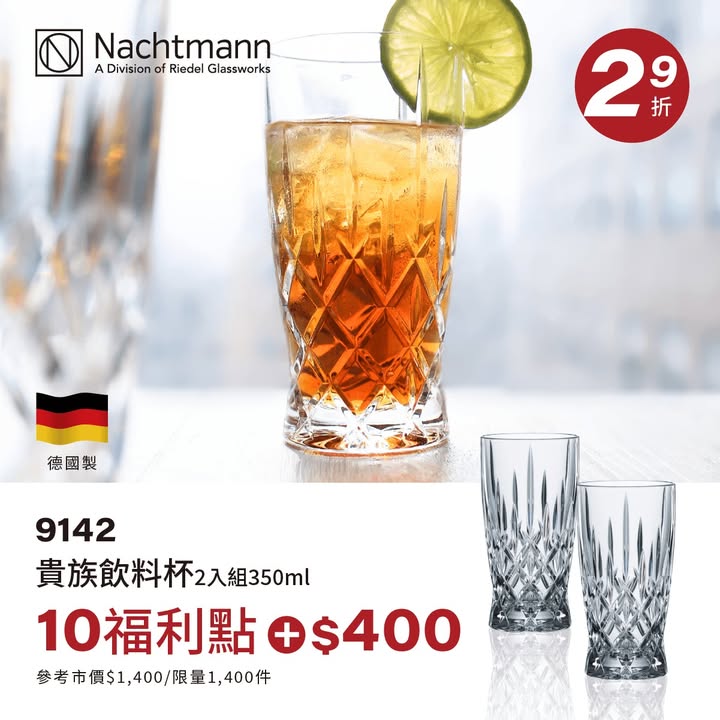 Nachtmann
A Division of Riedel Glassworks
29折
德國製
9142
貴族飲料杯2入組350ml
10福利點+$400
參考市價$1,400/限量1,400件